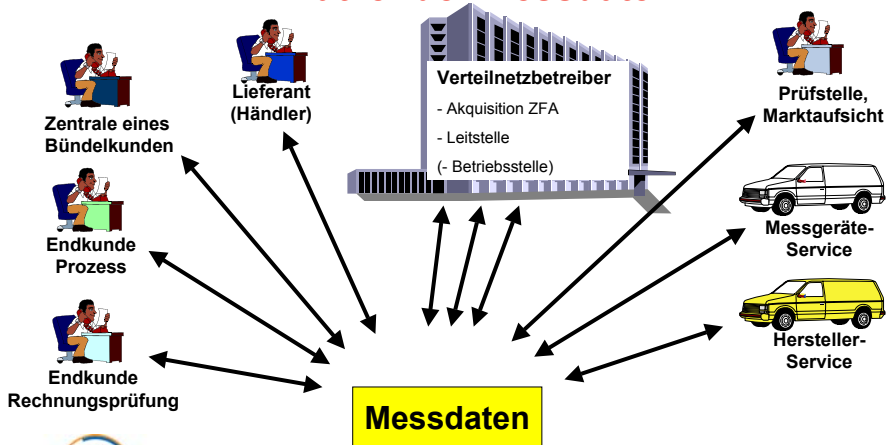 Verteilnetzbetreiber
- Akquisition ZFA
- Leitstelle
(- Betriebsstelle)
Lieferant
(Händler)
Prüfstelle,
Marktaufsicht
Zentrale eines
Bündelkunden
Messgeräte-
Service
Endkunde
Prozess
Hersteller-
Service
Endkunde
Rechnungsprüfung
Messdaten